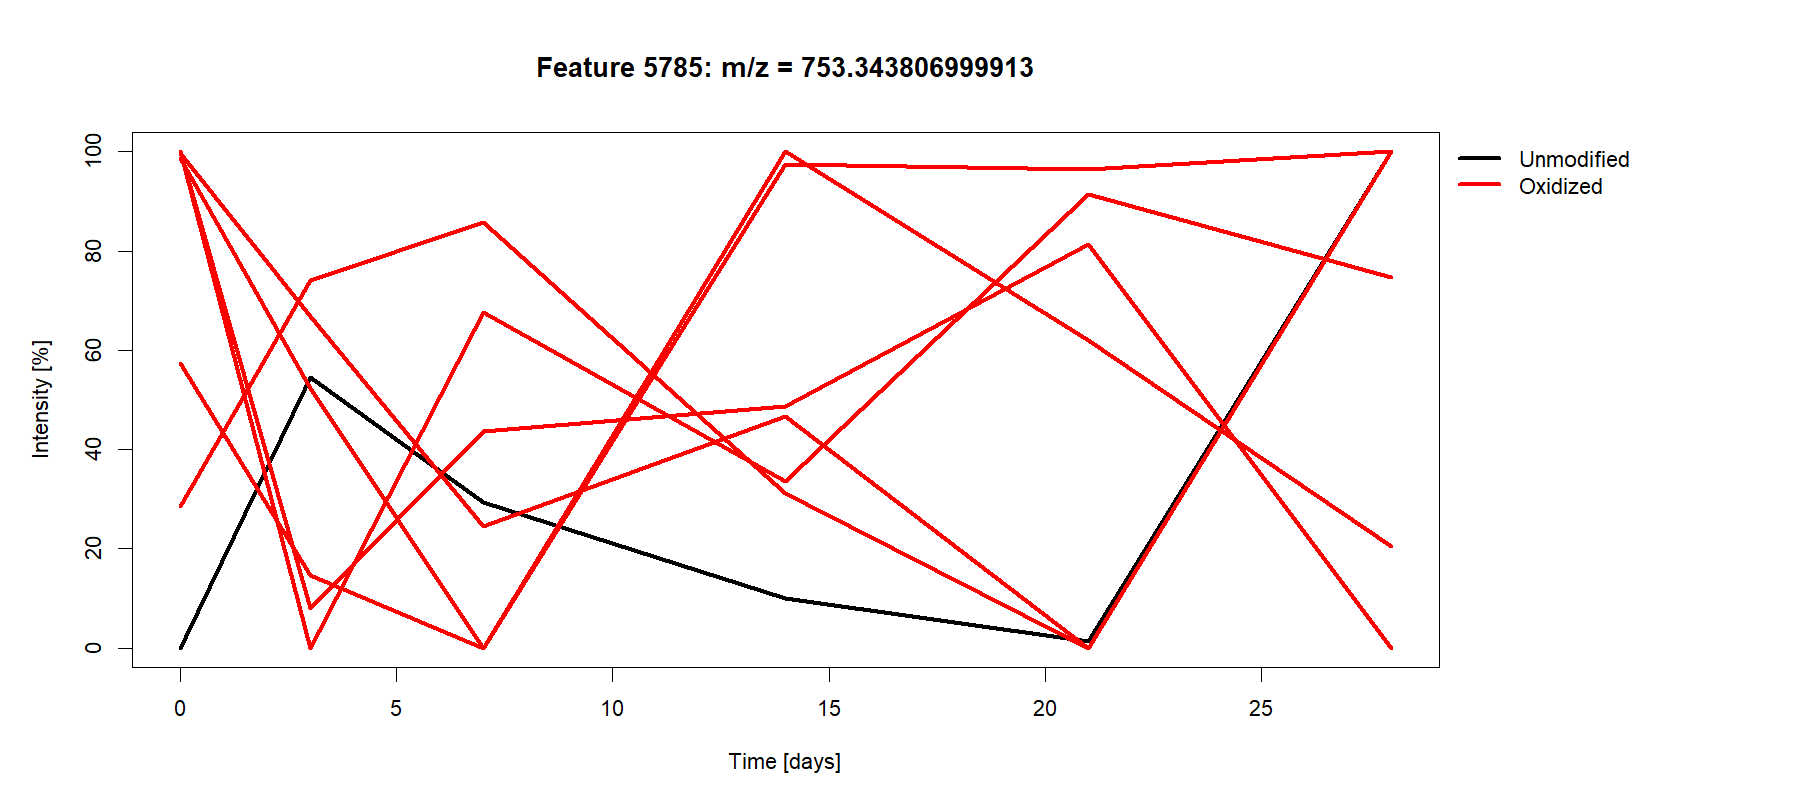 Feature 5785: m/z = 753.343806999913
Unmodified
Oxidized
Intensity [%]
100
80
60
40
20
0
0 5 10 15 20 25
Time [days]